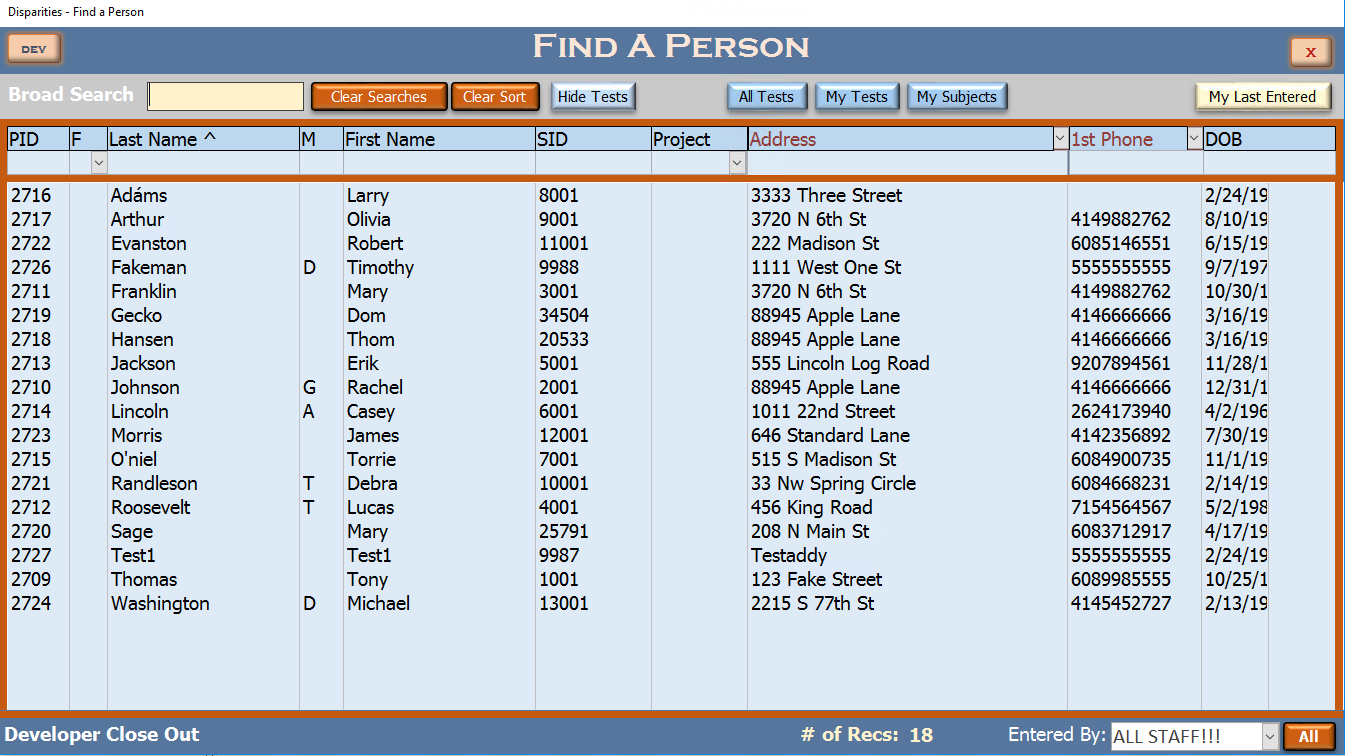 Disparities - Find a Person
DEV FIND A PERSON X
Broad Search Clear Searches Clear Sort Hide Tests All Tests My Tests My Subjects My Last Entered
PID F Last Name ^ M First Name SID Project Address 1st Phone DOB
2716 Adáms Larry 8001 3333 Three Street 2/24/19
2717 Arthur Olivia 9001 3720 N 6th St 4149882762 8/10/19
2722 Evanston Robert 11001 222 Madison St 6085146551 6/15/19
2726 Fakeman D Timothy 9988 1111 West One St 5555555555 9/7/197
2711 Franklin Mary 3001 3720 N 6th St 4149882762 10/30/1
2719 Gecko Dom 34504 88945 Apple Lane 4146666666 3/16/19
2718 Hansen Thom 20533 88945 Apple Lane 4146666666 3/16/19
2713 Jackson Erik 5001 555 Lincoln Log Road 9207894561 11/28/1
2710 Johnson G Rachel 2001 88945 Apple Lane 4146666666 12/31/1
2714 Lincoln A Casey 6001 1011 22nd Street 2624173940 4/2/196
2723 Morris James 12001 646 Standard Lane 4142356892 7/30/19
2715 O'niel Torrie 7001 515 S Madison St 6084900735 11/1/19
2721 Randleson T Debra 10001 33 Nw Spring Circle 6084668231 2/14/19
2712 Roosevelt T Lucas 4001 456 King Road 7154564567 5/2/198
2720 Sage Mary 25791 208 N Main St 6083712917 4/17/19
2727 Test1 Test1 9987 Testaddy 5555555555 2/24/19
2709 Thomas Tony 1001 123 Fake Street 6089985555 10/25/1
2724 Washington D Michael 13001 2215 S 77th St 4145452727 2/13/19
Developer Close Out # of Recs: 18 Entered By: ALL STAFF!!! All